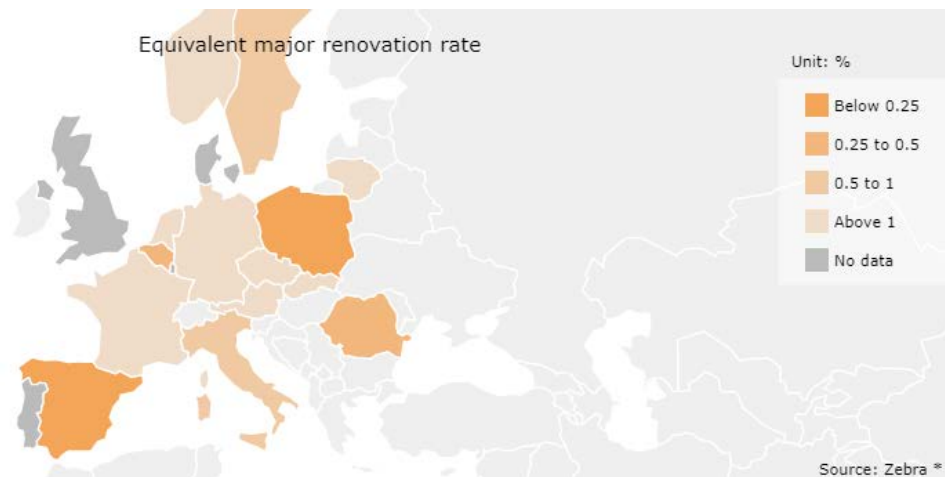 Equivalent major renovation rate
Unit: %
Below 0.25
0.25 to 0.5
0.5 to 1
Above 1
No data
Source: Zebra *